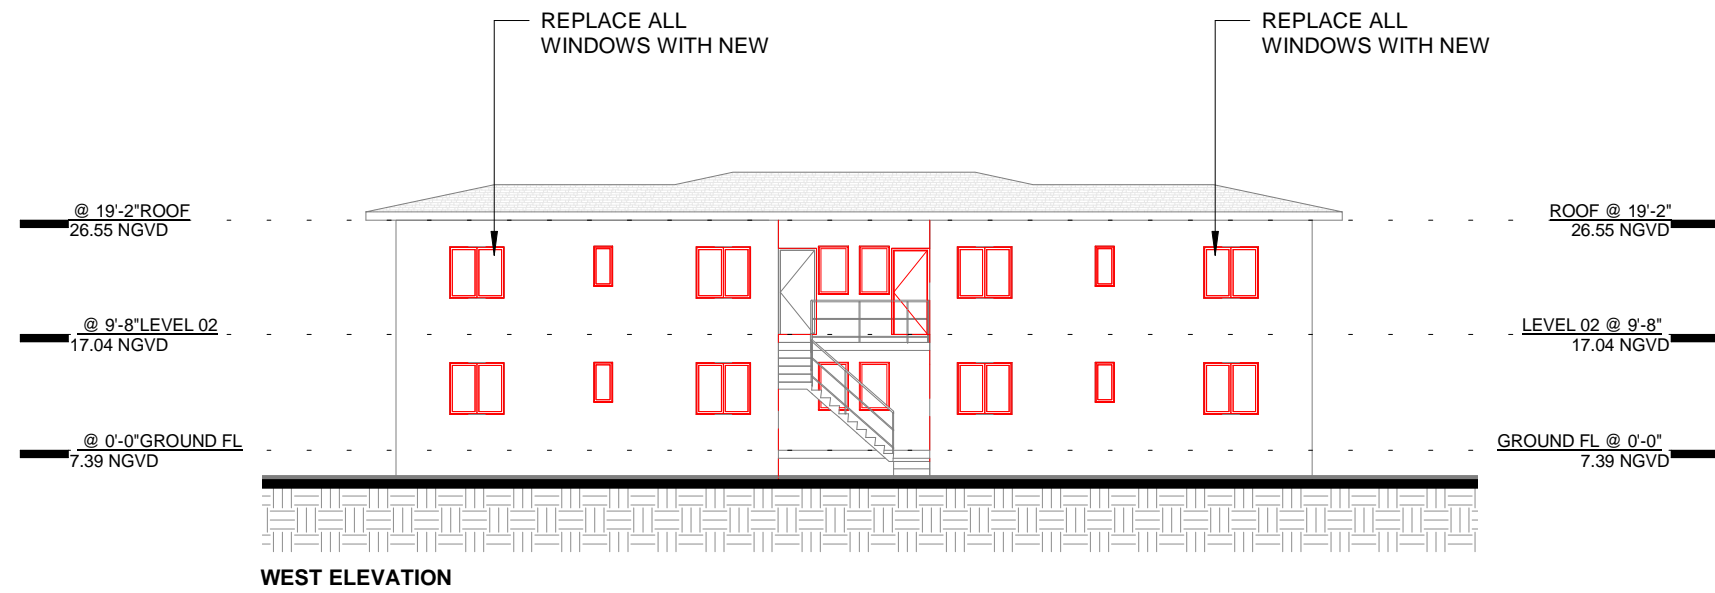 REPLACE ALL
WINDOWS WITH NEW
REPLACE ALL
WINDOWS WITH NEW
@ 19'-2"ROOF
26.55 NGVD
ROOF @ 19'-2"
26.55 NGVD
@ 9'-8"LEVEL 02
17.04 NGVD
LEVEL 02 @ 9'-8"
17.04 NGVD
@ 0'-0"GROUND FL
7.39 NGVD
GROUND FL @ 0'-0"
7.39 NGVD
WEST ELEVATION